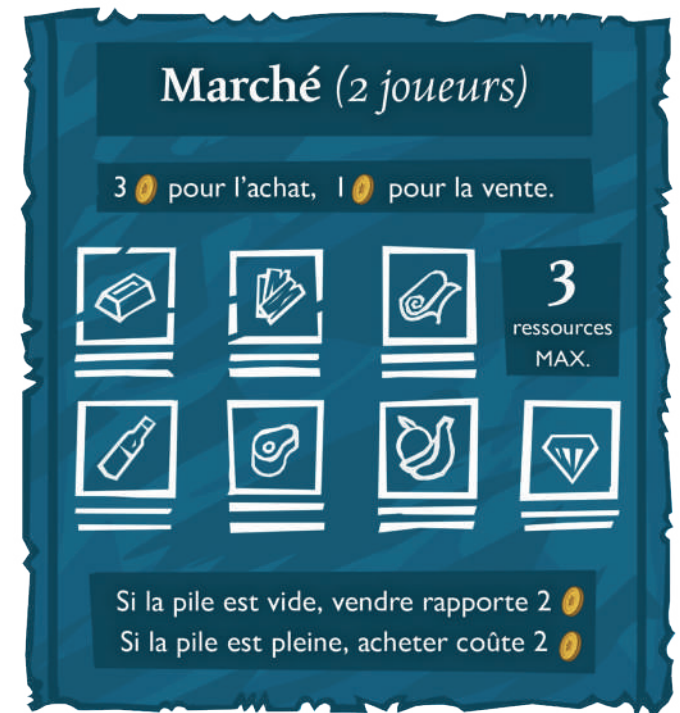 Marché (2 joueurs)
3 pour l'achat, 1 pour la vente.
3
ressources
MAX.
Si la pile est vide, vendre rapporte 2
Si la pile est pleine, acheter coûte 2